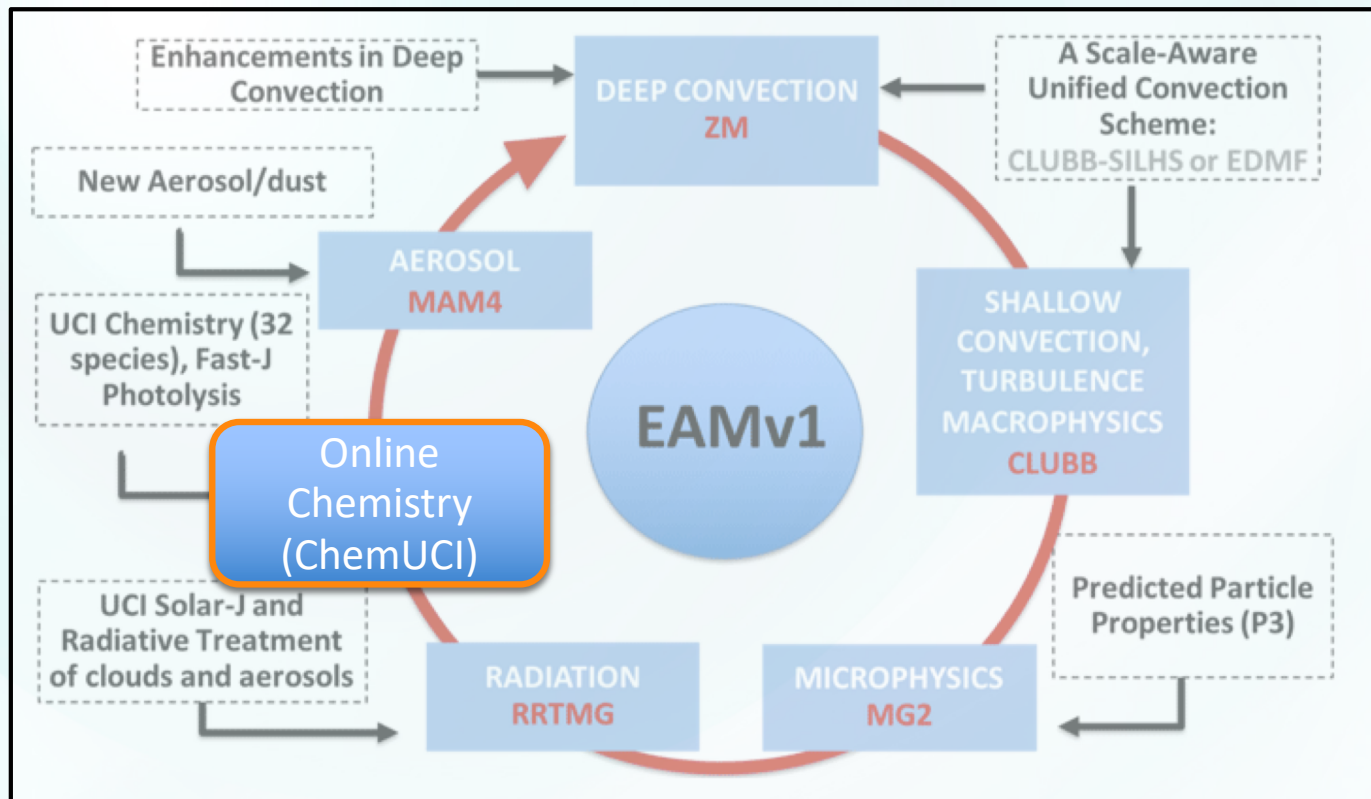 Enhancements in Deep
Convection
DEEP CONVECTION
ZM
A Scale-Aware
Unified Convection
Scheme:
CLUBB-SILHS or EDMF
New Aerosol/dust
AEROSOL
MAM4
UCI Chemistry (32
species), Fast-J
Photolysis
EAMv1
SHALLOW
CONVECTION,
TURBULENCE
MACROPHYSICS
CLUBB
Online
Chemistry
(ChemUCI)
UCI Solar-J and
Radiative Treatment
of clouds and aerosols
RADIATION
RRTMG
MICROPHYSICS
MG2
Predicted Particle
Properties (P3)